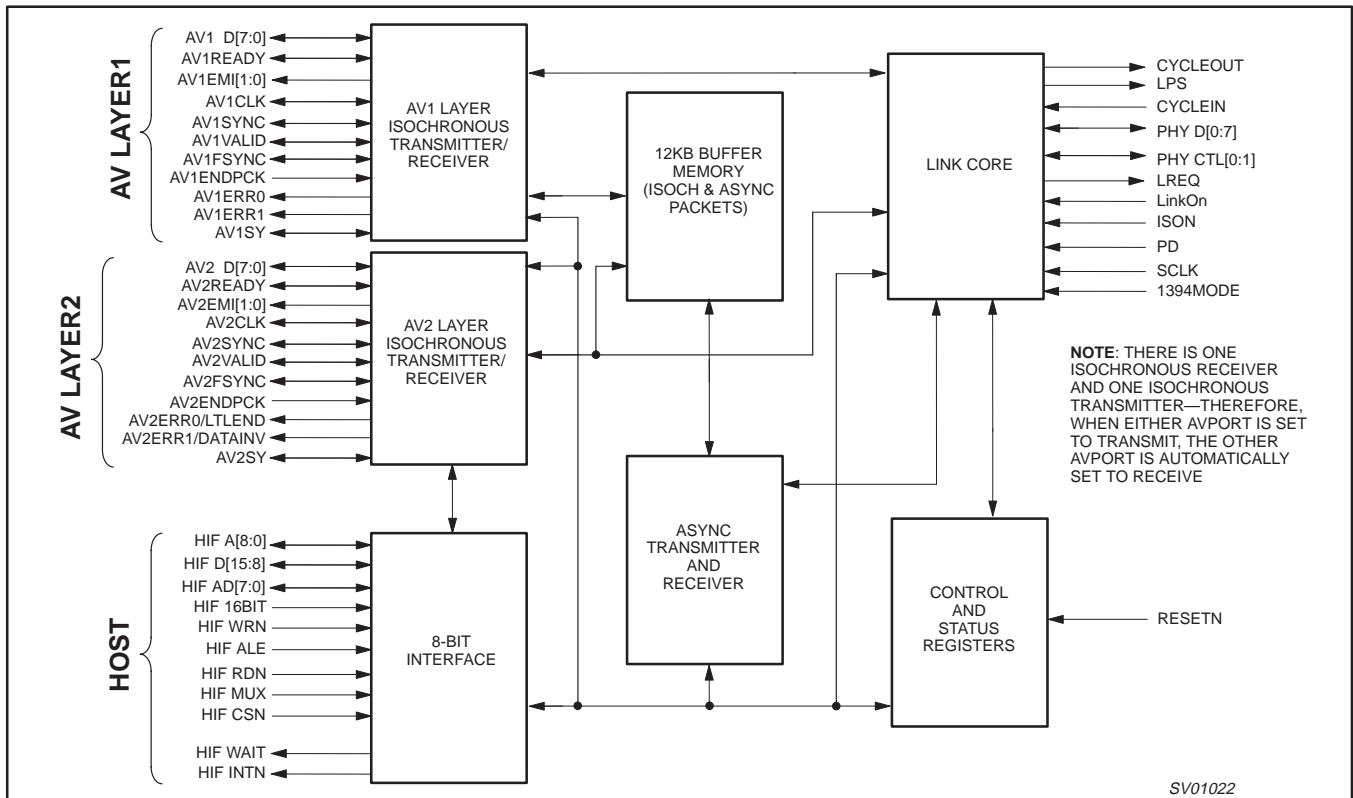 AV LAYER1
AV1 D[7:0]
AV1READY
AV1EMI[1:0]
AV1CLK
AV1SYNC
AV1VALID
AV1FSYNC
AV1ENDPCK
AV1ERR0
AV1ERR1
AV1SY
AV1 LAYER
ISOCHRONOUS
TRANSMITTER/
RECEIVER
12KB BUFFER
MEMORY
(ISOCH & ASYNC
PACKETS)
LINK CORE
CYCLEOUT
LPS
CYCLEIN
PHY D[0:7]
PHY CTL[0:1]
LREQ
LinkOn
ISON
PD
SCLK
1394MODE
AV LAYER2
AV2 D[7:0]
AV2READY
AV2EMI[1:0]
AV2CLK
AV2SYNC
AV2VALID
AV2FSYNC
AV2ENDPCK
AV2ERR0/LTLEND
AV2ERR1/DATAINV
AV2SY
AV2 LAYER
ISOCHRONOUS
TRANSMITTER/
RECEIVER
NOTE: THERE IS ONE
ISOCHRONOUS RECEIVER
AND ONE ISOCHRONOUS
TRANSMITTER—THEREFORE,
WHEN EITHER AVPORT IS SET
TO TRANSMIT, THE OTHER
AVPORT IS AUTOMATICALLY
SET TO RECEIVE
HOST
HIF A[8:0]
HIF D[15:8]
HIF AD[7:0]
HIF 16BIT
HIF WRN
HIF ALE
HIF RDN
HIF MUX
HIF CSN
HIF WAIT
HIF INTN
8-BIT
INTERFACE
ASYNC
TRANSMITTER
AND
RECEIVER
CONTROL
AND
STATUS
REGISTERS
RESETN
SV01022